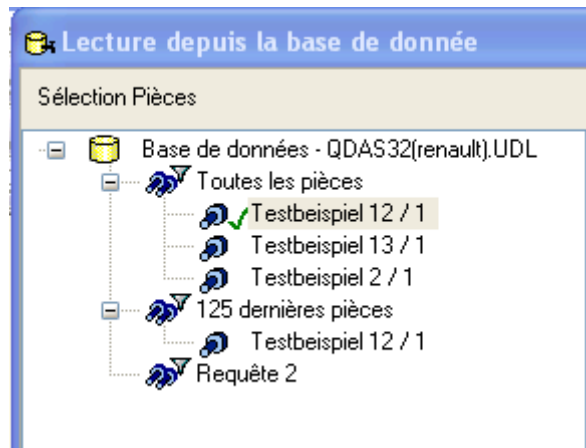 Lecture depuis la base de donnée
Sélection Pièces
Base de données - QDAS32(renault).UDL
Toutes les pièces
Testbeispiel 12 / 1
Testbeispiel 13 / 1
Testbeispiel 2 / 1
125 dernières pièces
Testbeispiel 12 / 1
Requête 2